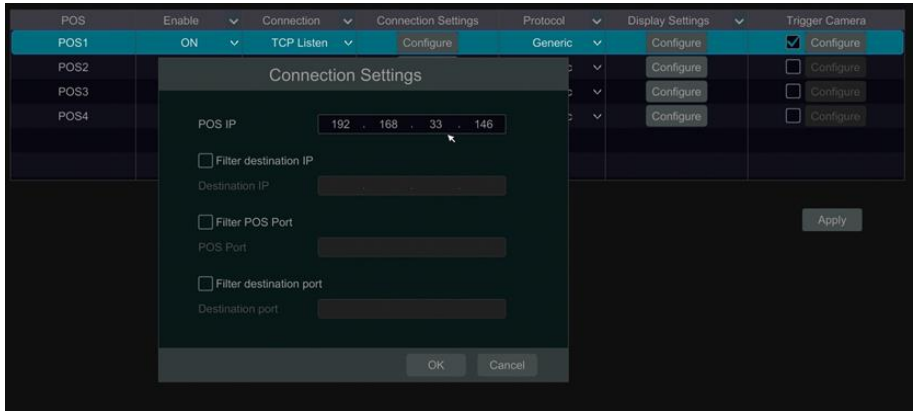 POS Enable Connection Connection Settings Protocol Display Settings Trigger Camera
POS1 ON TCP Listen Configure Generic Configure Configure
POS2 Configure Configure
POS3 Configure Configure
POS4 Configure Configure
Connection Settings
POS IP 192 . 168 . 33 . 146
Filter destination IP
Destination IP
Filter POS Port
POS Port
Filter destination port
Destination port
Apply
OK Cancel